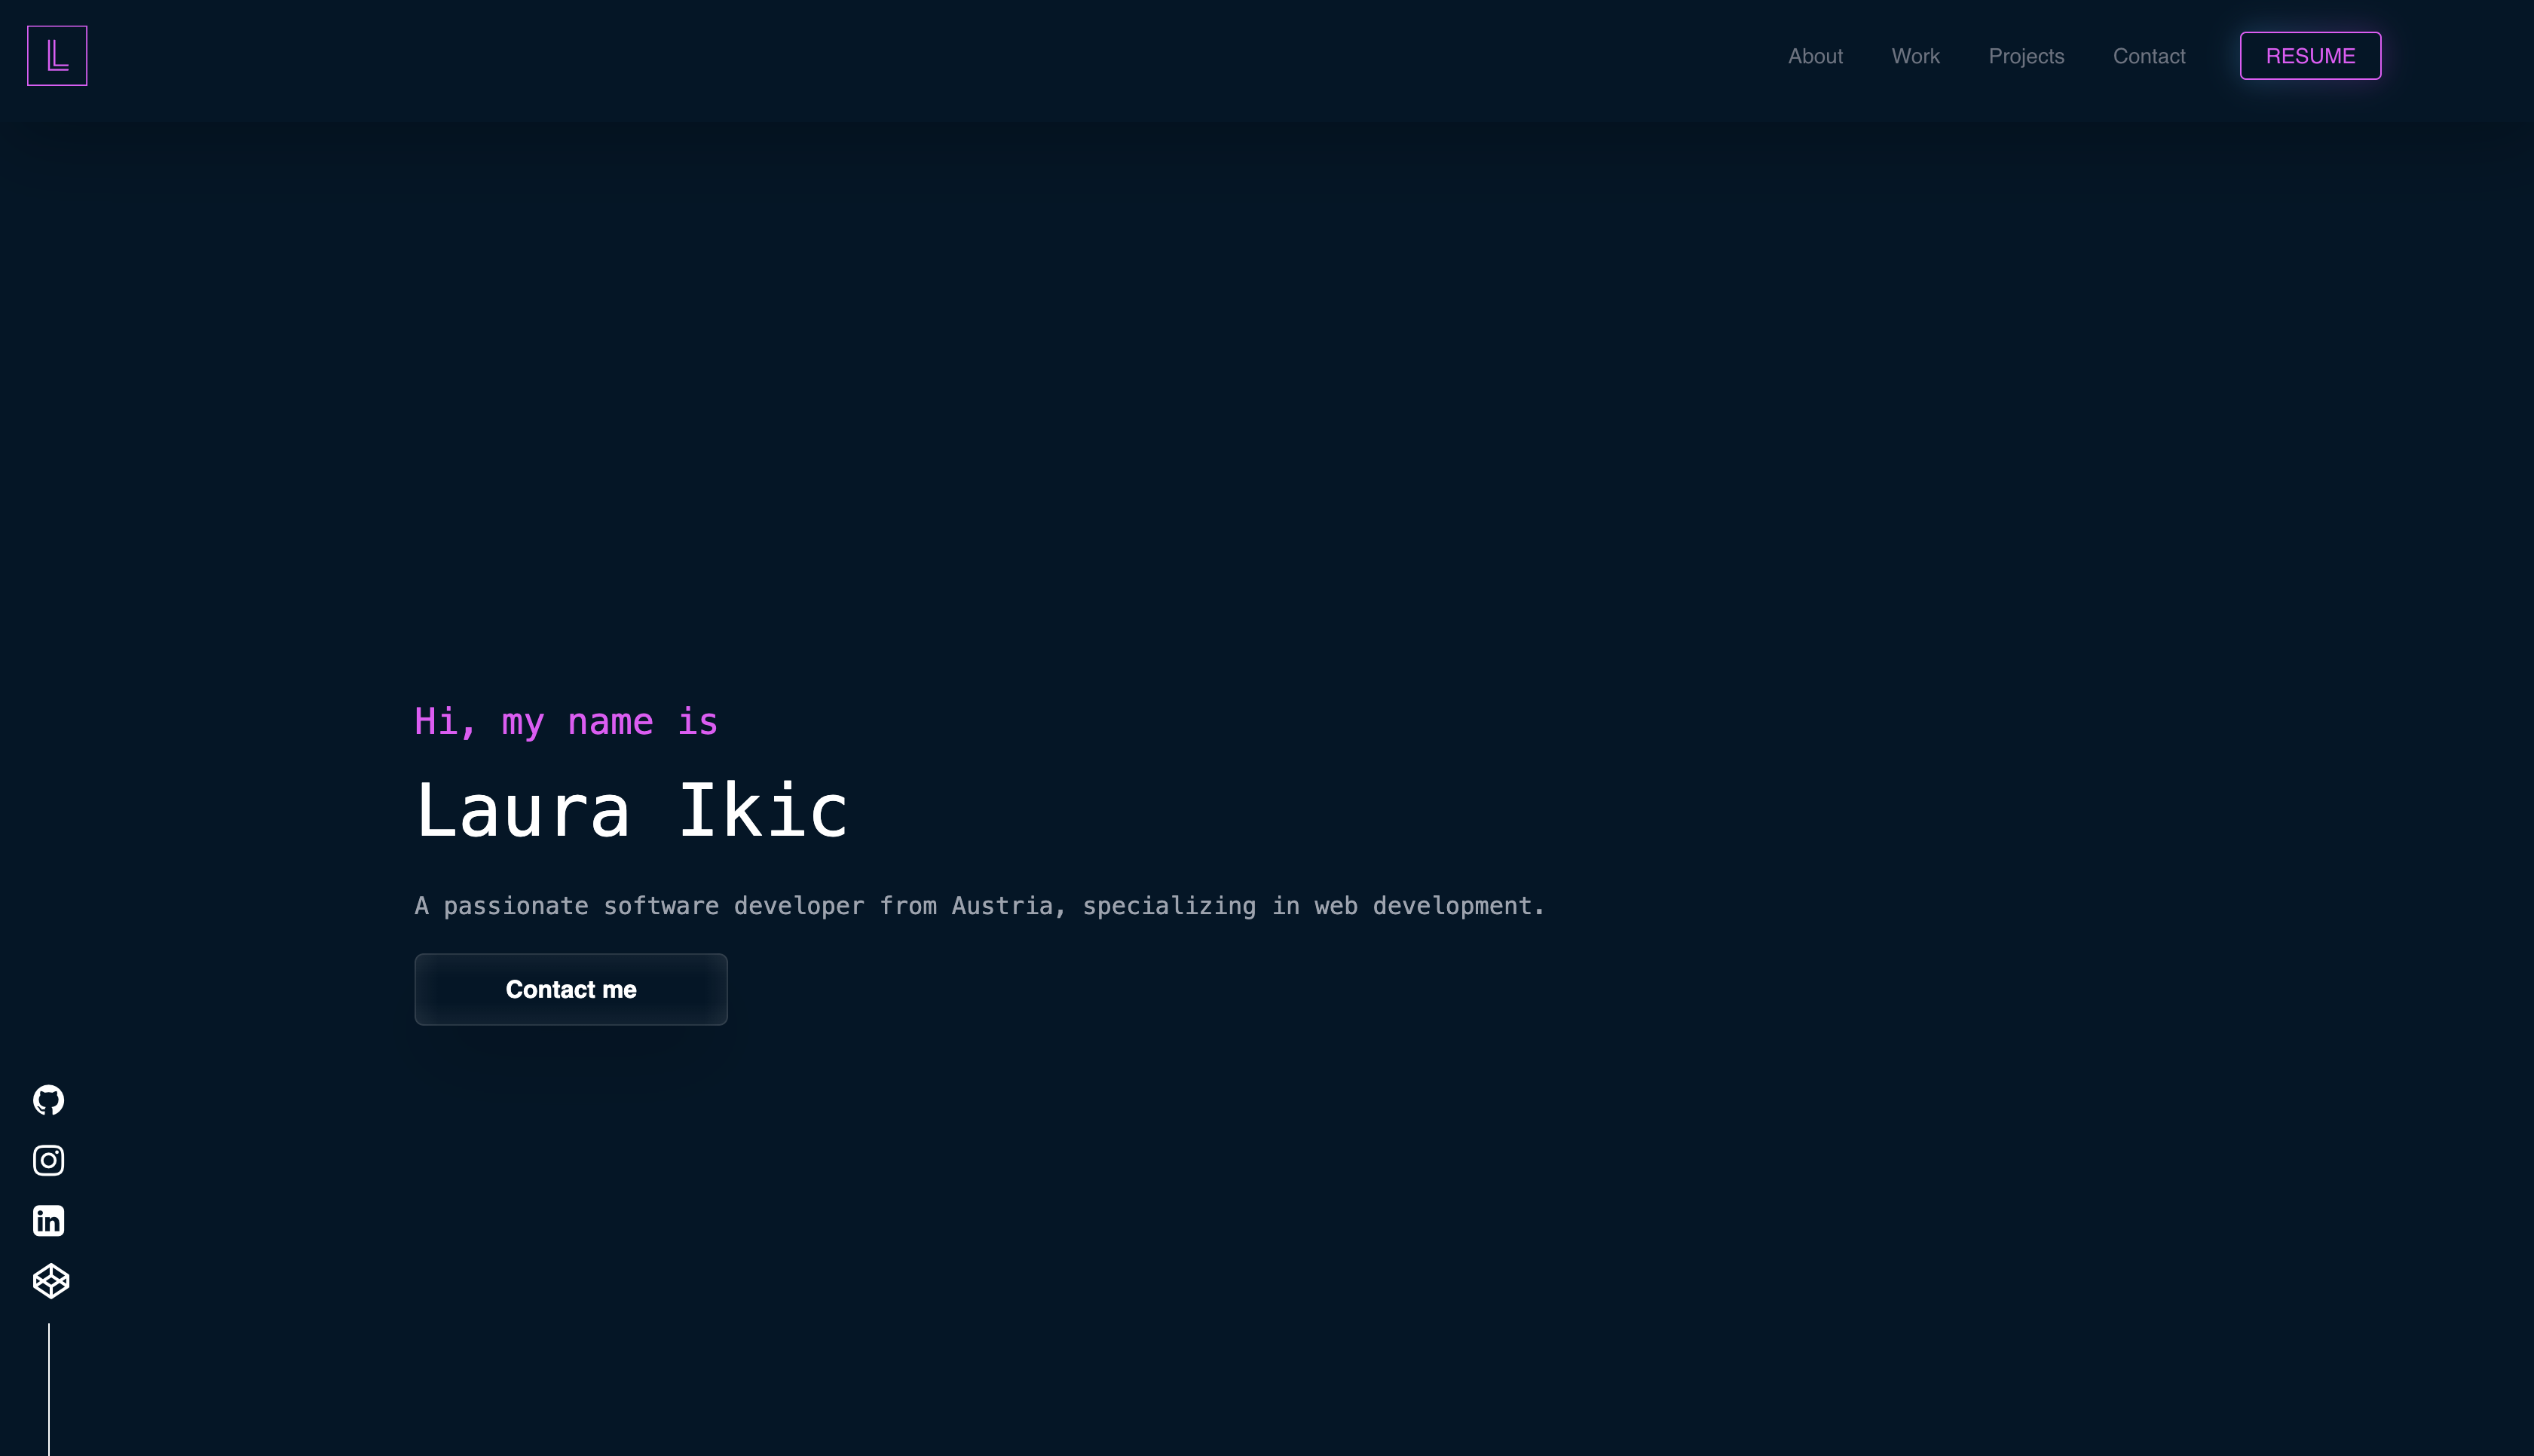 L
About Work Projects Contact RESUME
Hi, my name is
Laura Ikic
A passionate software developer from Austria, specializing in web development.
Contact me
in